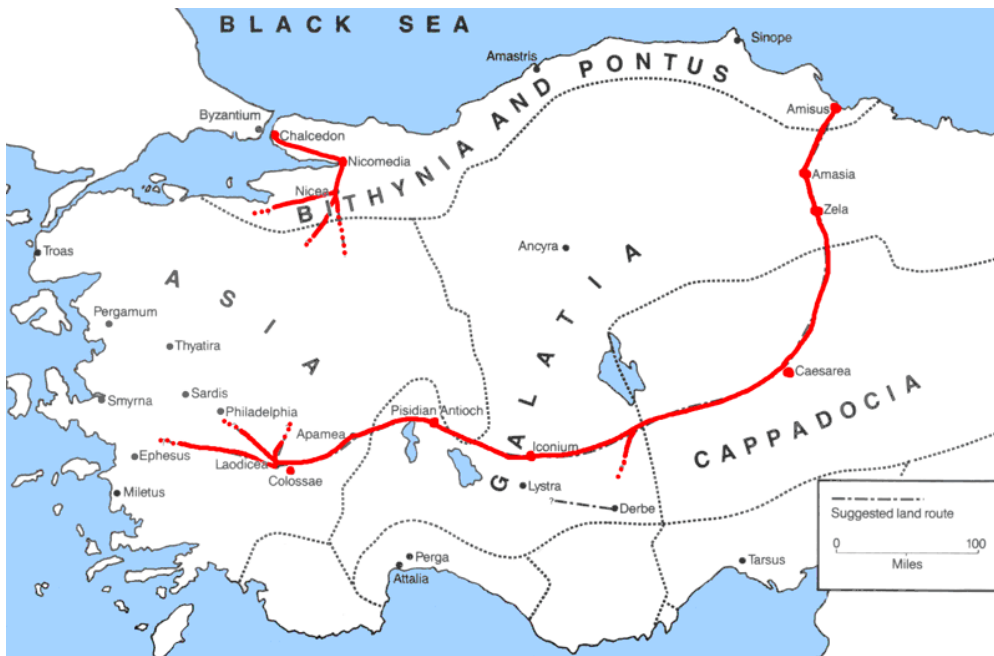 BLACK SEA
Sinope
Amastris
BITHYNIA AND PONTUS
Amisus
Byzantium
Chalcedon
Nicomedia
Amasia
Nicea
Zela
Troas
Ancyra
ASIA
GALATIA
Pergamum
Thyatira
Caesarea
Sardis
Smyrna
Philadelphia
Pisidian Antioch
CAPPADOCIA
Apamea
Iconium
Ephesus
Laodicea
Colossae
Lystra
Miletus
?
Derbe
Suggested land route
0 100
Miles
Perga
Tarsus
Attalia